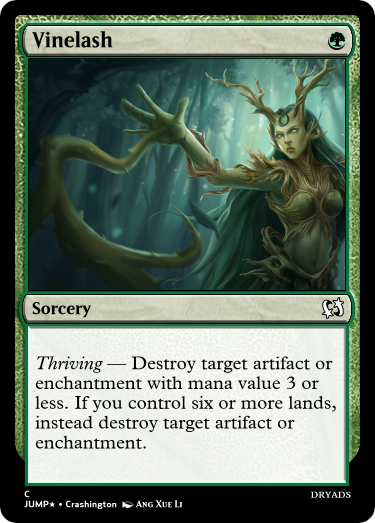 Vinelash
Sorcery
Thriving — Destroy target artifact or
enchantment with mana value 3 or
less. If you control six or more lands,
instead destroy target artifact or
enchantment.
C
JUMP★ • Crashington ANG XUE LI
DRYADS